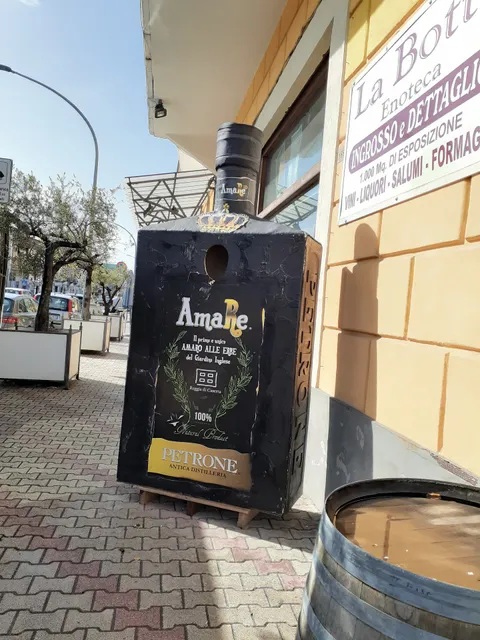 La Bott
Enoteca
INGROSSO e DETTAGLI
1.000 Mq. DI ESPOSIZIONE
VINI - LIQUORI - SALUMI - FORMAG
AmaRe
AmaRe
Il primo e unico
AMARO ALLE ERBE
del Giardino Inglese
Reggia di Caserta
100%
Natural Product
PETRONE
ANTICA DISTILLERIA
PETRONE